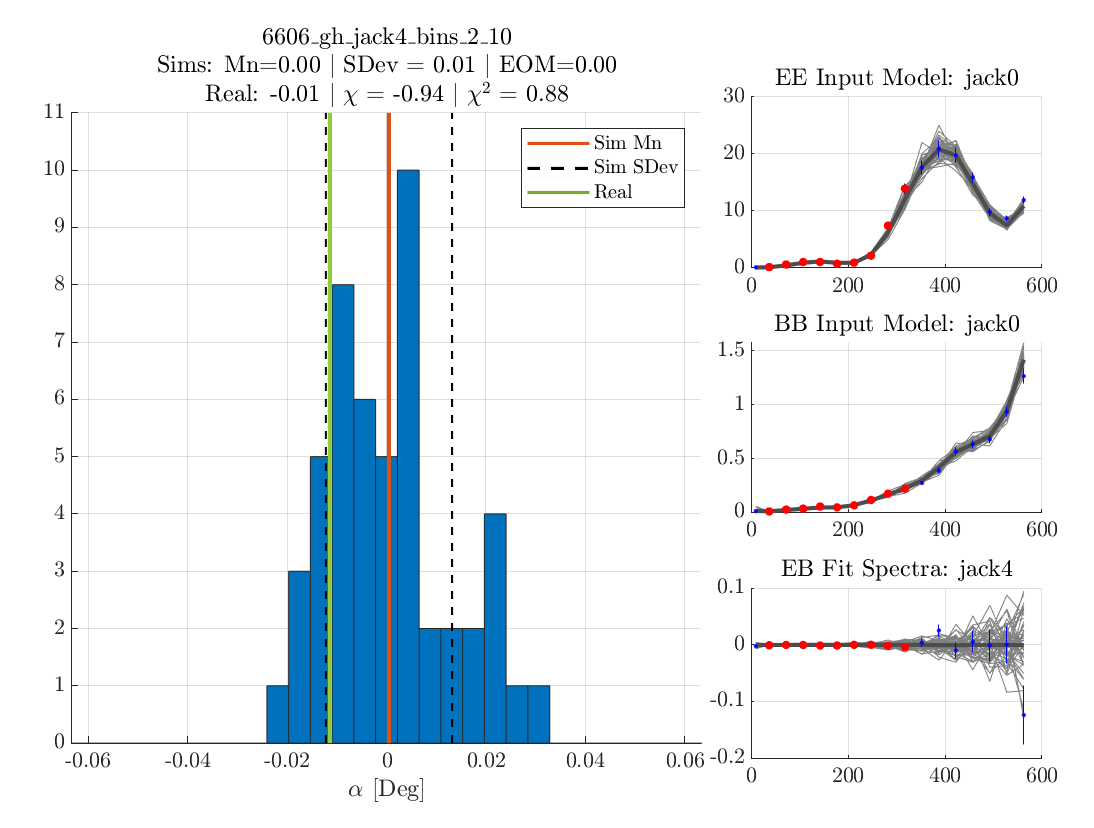 6606_gh_jack4_bins_2_10
Sims: Mn=0.00 | SDev = 0.01 | EOM=0.00
Real: -0.01 | χ = -0.94 | χ² = 0.88
11
10
9
8
7
6
5
4
3
2
1
0
-0.06 -0.04 -0.02 0 0.02 0.04 0.06
α [Deg]
Sim Mn
Sim SDev
Real
EE Input Model: jack0
30
20
10
0
0 200 400 600
BB Input Model: jack0
1.5
1
0.5
0
0 200 400 600
EB Fit Spectra: jack4
0.1
0
-0.1
-0.2
0 200 400 600